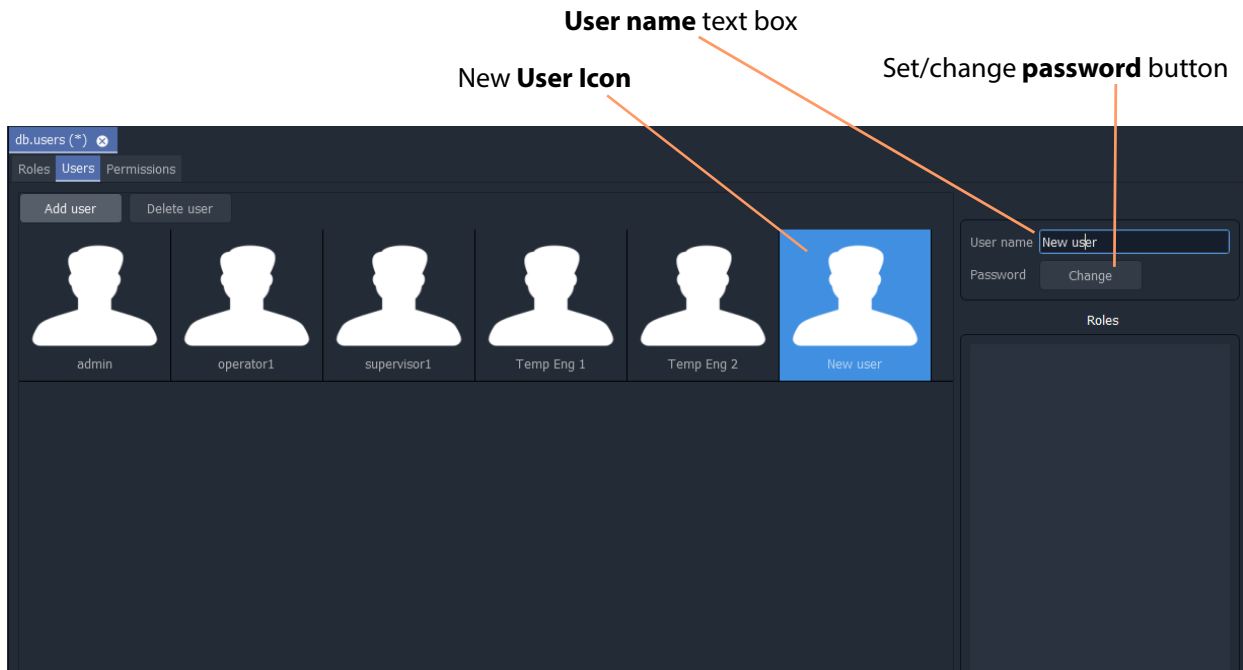 User name text box
New User Icon
Set/change password button
db.users (*)
Roles Users Permissions
Add user Delete user
admin operator1 supervisor1 Temp Eng 1 Temp Eng 2 New user
User name New user
Password Change
Roles